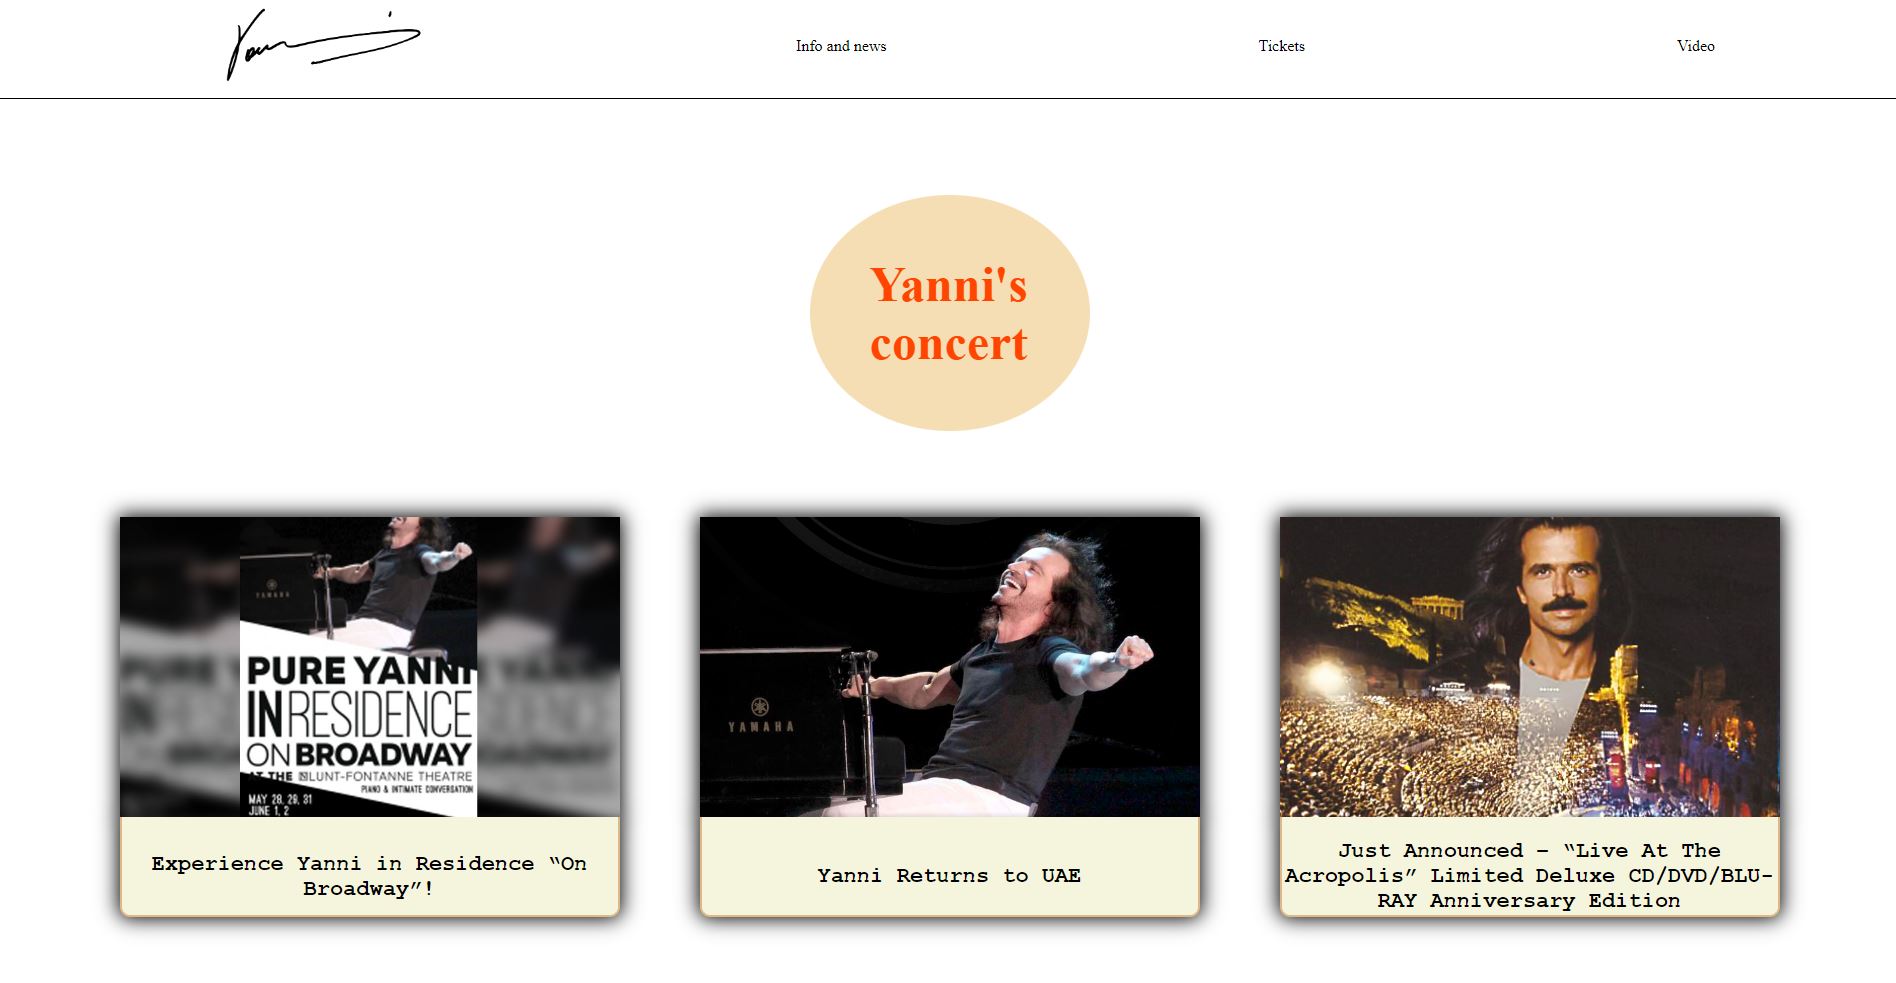 Info and news
Tickets
Video
Yanni's
concert
PURE YANNI
IN RESIDENCE
ON BROADWAY
AT THE LUNT-FONTANNE THEATRE
PIANO & INTIMATE CONVERSATION
MAY 28, 29, 31
JUNE 1, 2
Experience Yanni in Residence “On
Broadway”!
YAMAHA
Yanni Returns to UAE
Just Announced – “Live At The
Acropolis” Limited Deluxe CD/DVD/BLU-
RAY Anniversary Edition